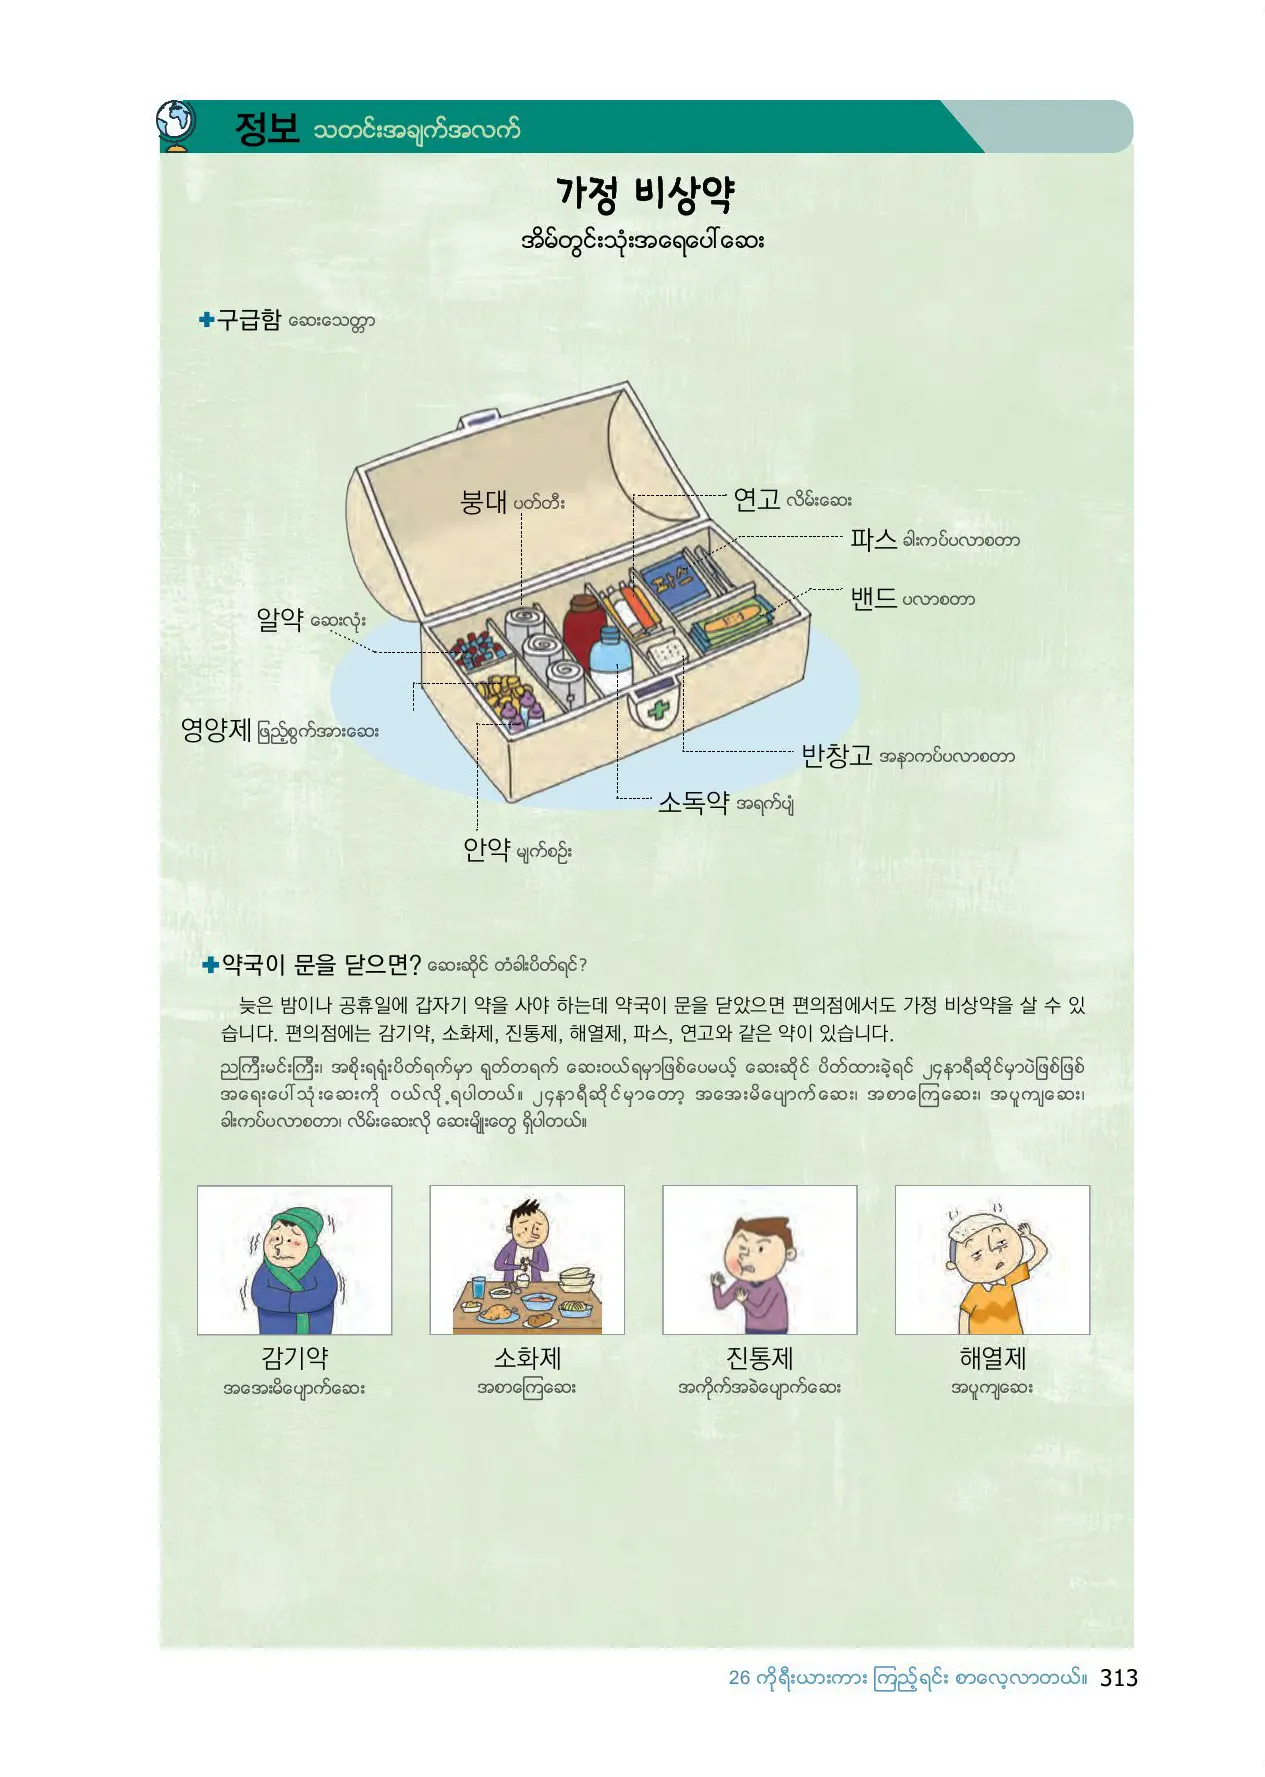 정보 သတင်းအချက်အလက်
가정 비상약
အိမ်တွင်းသုံးအရေပေါ်ဆေး
구급함 ဆေးသေတ္တာ
붕대 ပတ်တီး
연고 လိမ်းဆေး
파스 ခါးကပ်ပလာစတာ
밴드 ပလာစတာ
파스
알약 ဆေးလုံး
영양제 ဖြည့်စွက်အားဆေး
반창고 အနာကပ်ပလာစတာ
소독약 အရက်ပျံ
안약 မျက်စဉ်း
약국이 문을 닫으면? ဆေးဆိုင် တံခါးပိတ်ရင်?
늦은 밤이나 공휴일에 갑자기 약을 사야 하는데 약국이 문을 닫았으면 편의점에서도 가정 비상약을 살 수 있
습니다. 편의점에는 감기약, 소화제, 진통제, 해열제, 파스, 연고와 같은 약이 있습니다.
ညကြီးမင်းကြီး၊ အစိုးရရုံးပိတ်ရက်မှာ ရုတ်တရက် ဆေးဝယ်ရမှာဖြစ်ပေမယ့် ဆေးဆိုင် ပိတ်ထားခဲ့ရင် ၂၄နာရီဆိုင်မှာပဲဖြစ်ဖြစ်
အရေးပေါ်သုံးဆေးကို ဝယ်လို့ရပါတယ်။ ၂၄နာရီဆိုင်မှာတော့ အအေးမိပျောက်ဆေး၊ အစာကြေဆေး၊ အပူကျဆေး၊
ခါးကပ်ပလာစတာ၊ လိမ်းဆေးလို ဆေးမျိုးတွေ ရှိပါတယ်။
감기약 소화제 진통제 해열제
အအေးမိပျောက်ဆေး အစာကြေဆေး အကိုက်အခဲပျောက်ဆေး အပူကျဆေး
26 ကိုရီးယားကား ကြည့်ရင်း စာလေ့လာတယ်။ 313